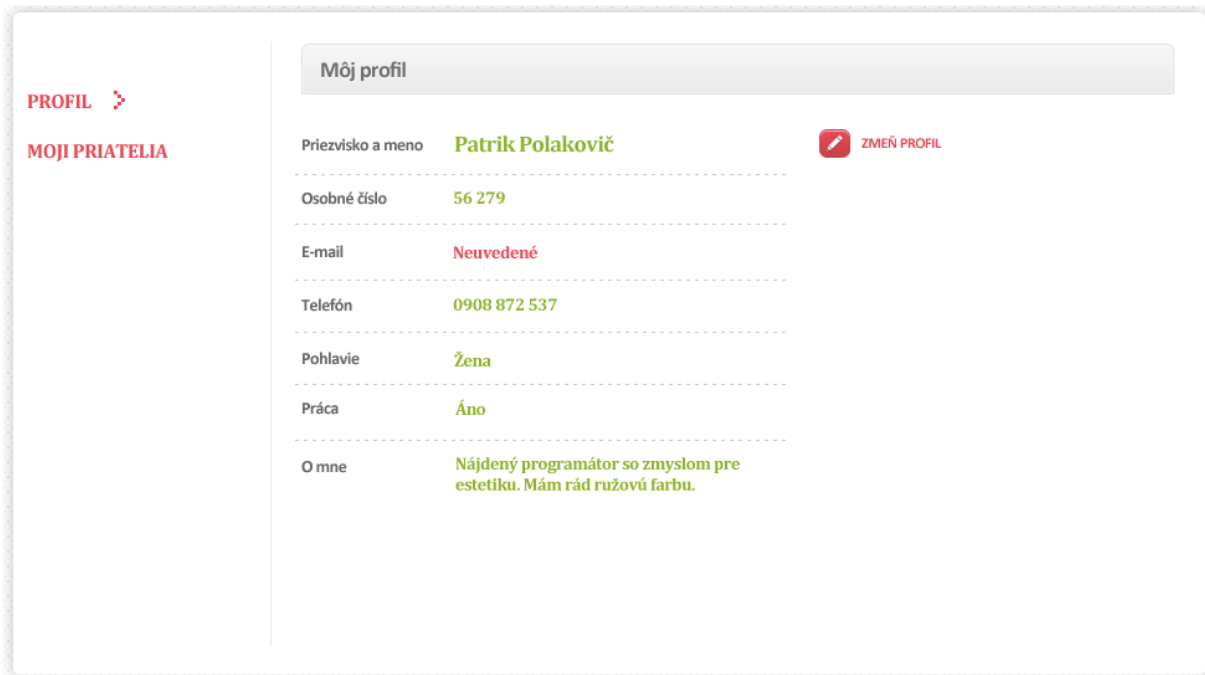 Môj profil
PROFIL
MOJI PRIATELIA
Priezvisko a meno Patrik Polakovič
ZMEŇ PROFIL
Osobné číslo 56 279
E-mail Neuvedené
Telefón 0908 872 537
Pohlavie Žena
Práca Áno
O mne Nájdený programátor so zmyslom pre
estetiku. Mám rád ružovú farbu.